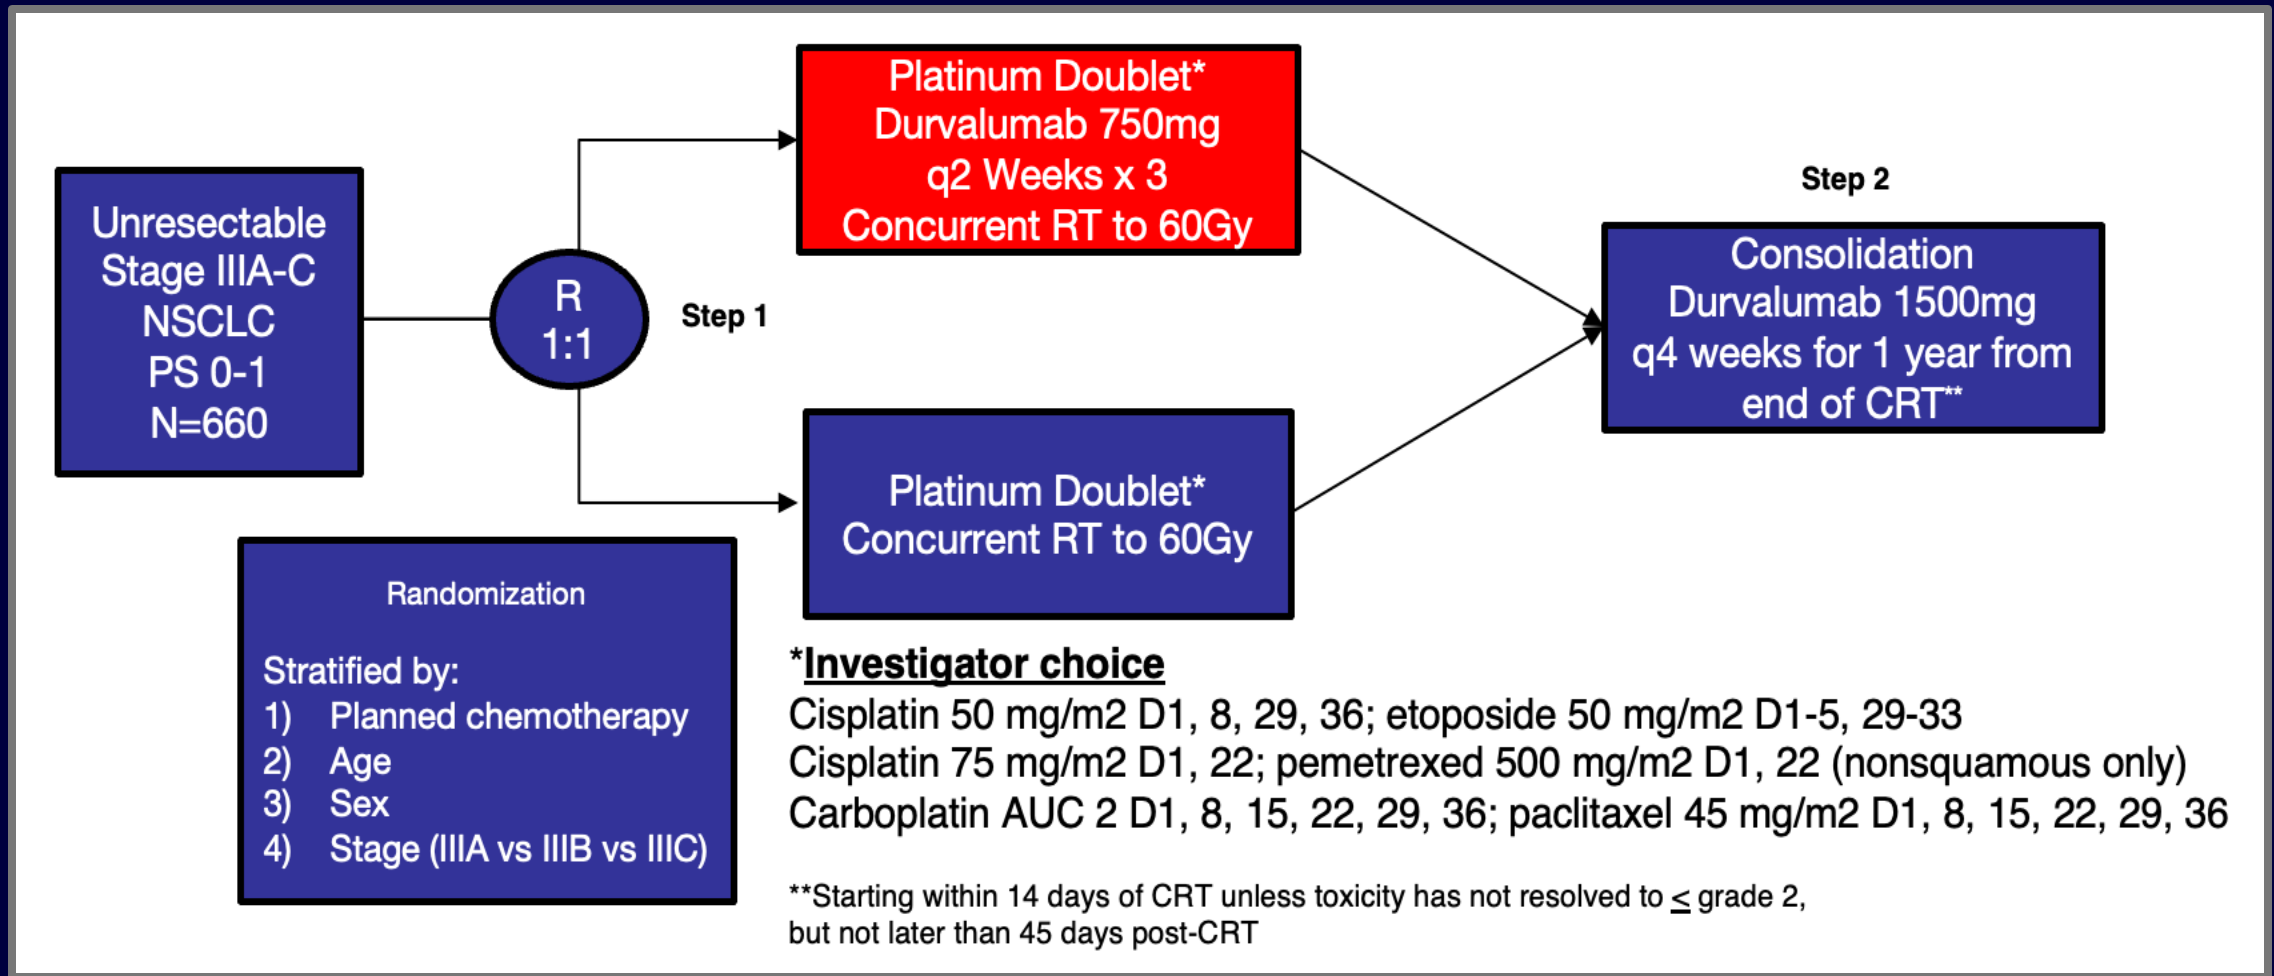 Unresectable
Stage IIIA-C
NSCLC
PS 0-1
N=660
R
1:1
Step 1
Platinum Doublet*
Durvalumab 750mg
q2 Weeks x 3
Concurrent RT to 60Gy
Platinum Doublet*
Concurrent RT to 60Gy
Step 2
Consolidation
Durvalumab 1500mg
q4 weeks for 1 year from
end of CRT**
Randomization
Stratified by:
1) Planned chemotherapy
2) Age
3) Sex
4) Stage (IIIA vs IIIB vs IIIC)
*Investigator choice
Cisplatin 50 mg/m2 D1, 8, 29, 36; etoposide 50 mg/m2 D1-5, 29-33
Cisplatin 75 mg/m2 D1, 22; pemetrexed 500 mg/m2 D1, 22 (nonsquamous only)
Carboplatin AUC 2 D1, 8, 15, 22, 29, 36; paclitaxel 45 mg/m2 D1, 8, 15, 22, 29, 36
**Starting within 14 days of CRT unless toxicity has not resolved to ≤ grade 2,
but not later than 45 days post-CRT